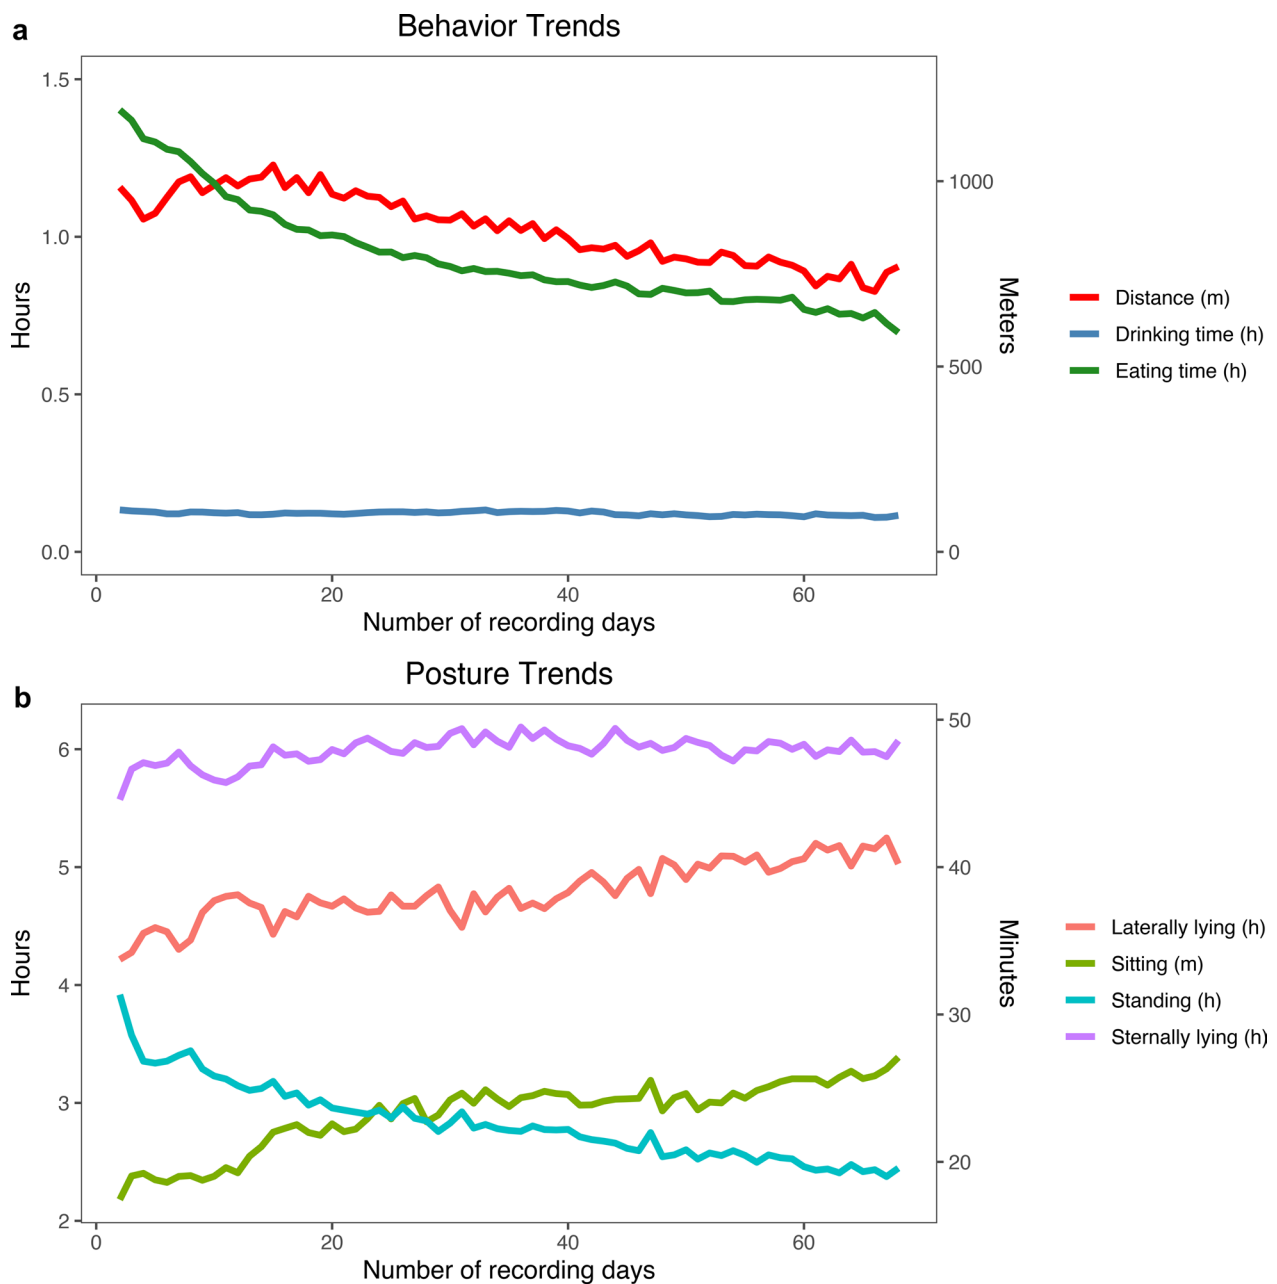 a
Behavior Trends
1.5
1.0
0.5
0.0
Hours
1000
500
0
Meters
0 20 40 60
Number of recording days
Distance (m)
Drinking time (h)
Eating time (h)
b
Posture Trends
6
5
4
3
2
Hours
50
40
30
20
Minutes
0 20 40 60
Number of recording days
Laterally lying (h)
Sitting (m)
Standing (h)
Sternally lying (h)